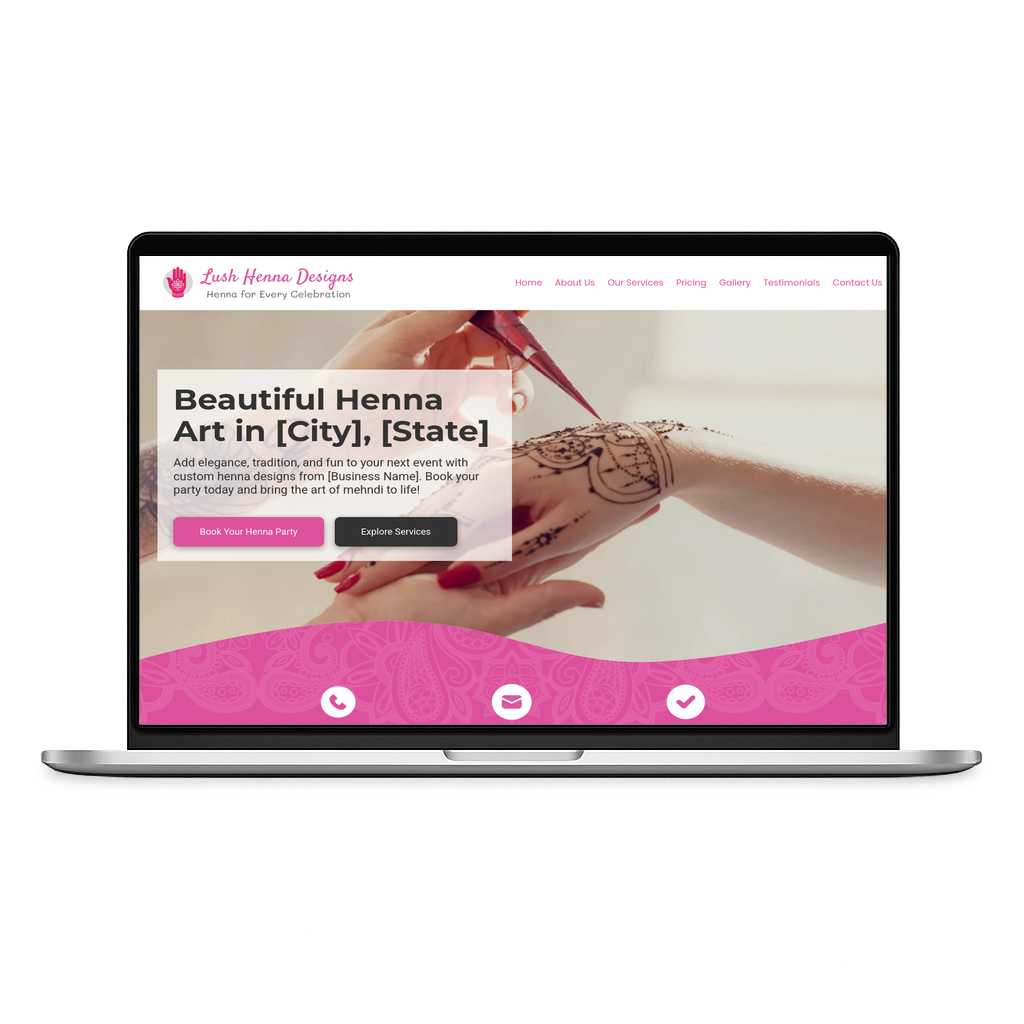 Lush Henna Designs
Henna for Every Celebration
Home About Us Our Services Pricing Gallery Testimonials Contact Us
Beautiful Henna
Art in [City], [State]
Add elegance, tradition, and fun to your next event with
custom henna designs from [Business Name]. Book your
party today and bring the art of mehndi to life!
Book Your Henna Party Explore Services